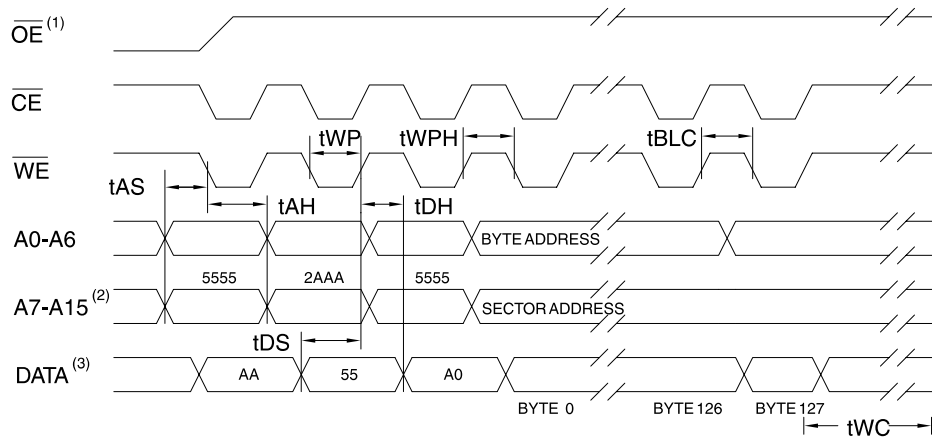 OE (1)
CE
tWP tWPH tBLC
WE
tAS tAH tDH
A0-A6 BYTE ADDRESS
5555 2AAA 5555
A7-A15 (2) SECTOR ADDRESS
tDS
DATA (3) AA 55 A0
BYTE 0 BYTE 126 BYTE 127
tWC